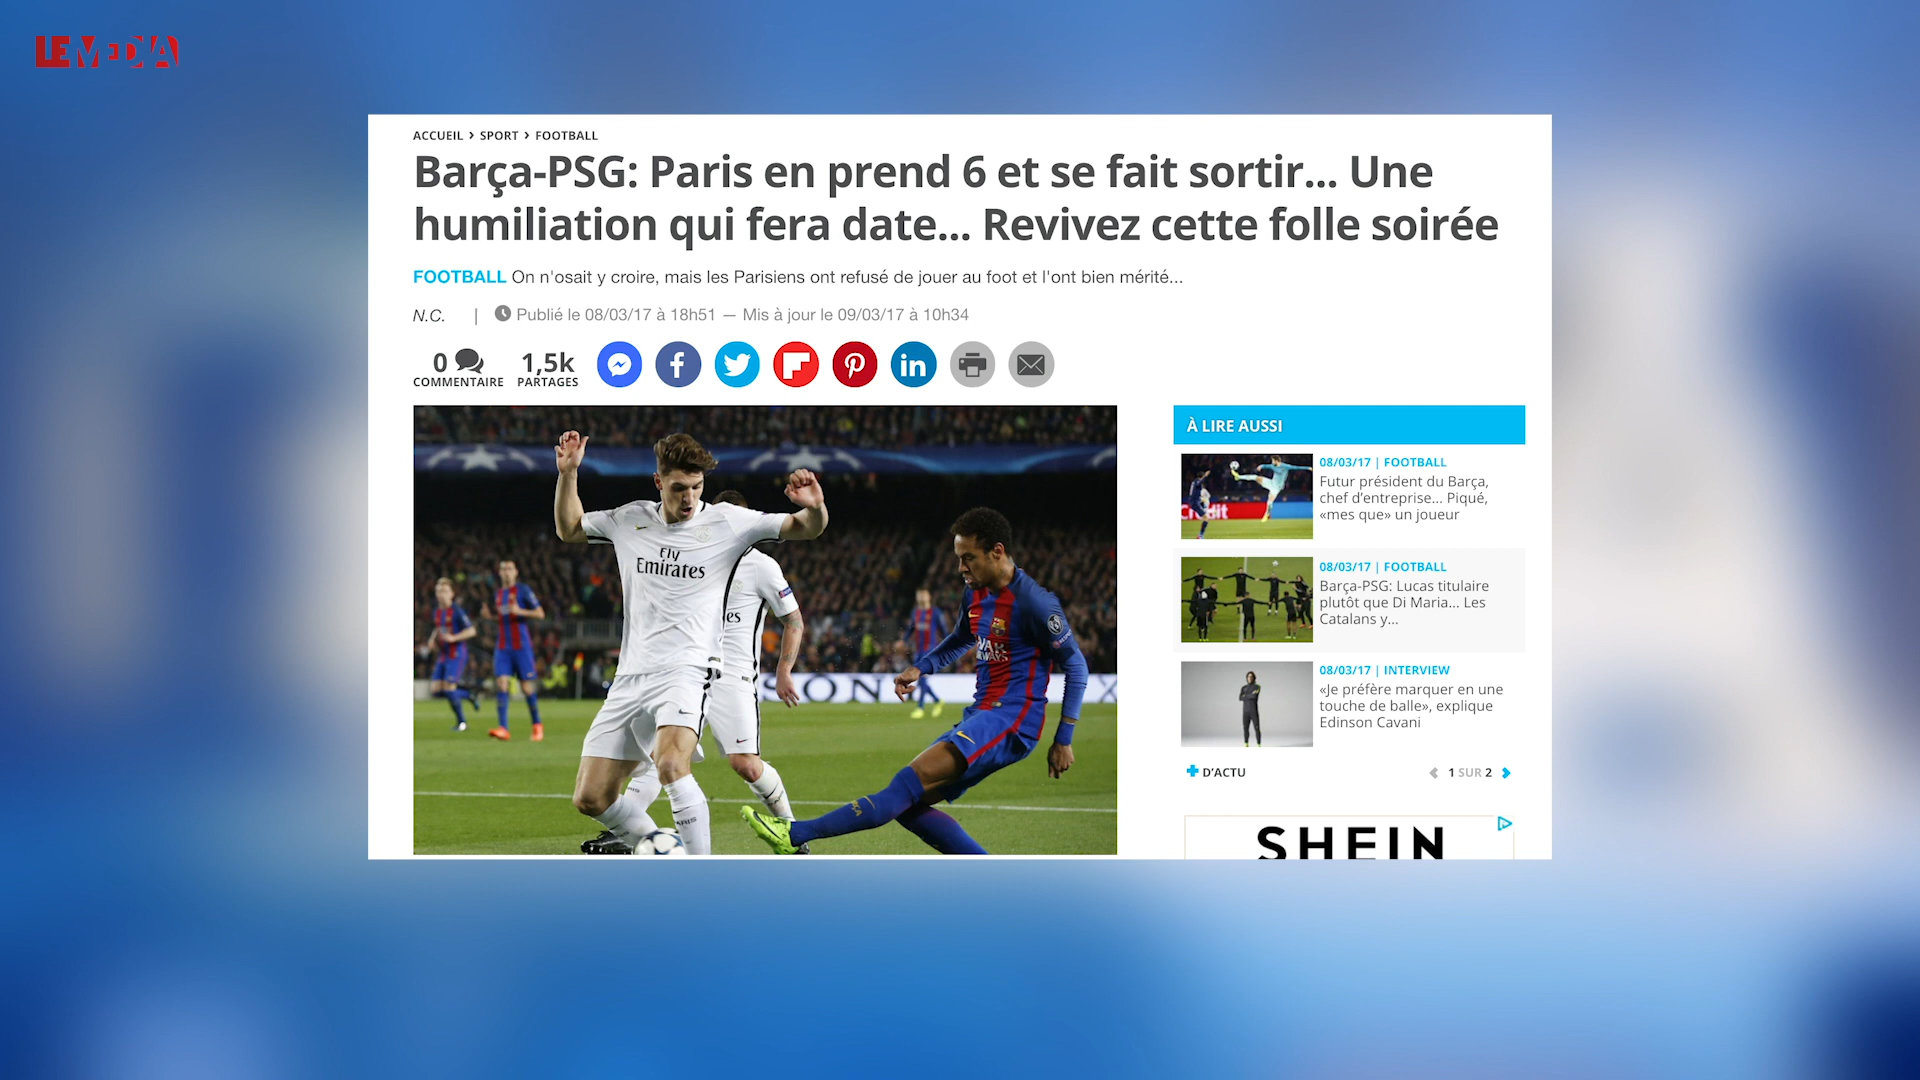 LE MEDIA
ACCUEIL › SPORT › FOOTBALL
Barça-PSG: Paris en prend 6 et se fait sortir... Une
humiliation qui fera date... Revivez cette folle soirée
FOOTBALL On n'osait y croire, mais les Parisiens ont refusé de jouer au foot et l'ont bien mérité...
N.C. | Publié le 08/03/17 à 18h51 — Mis à jour le 09/03/17 à 10h34
0 1,5k
COMMENTAIRE PARTAGES
Fly
Emirates
es
SON
X
À LIRE AUSSI
08/03/17 | FOOTBALL
Futur président du Barça,
chef d'entreprise... Piqué,
«mes que» un joueur
08/03/17 | FOOTBALL
Barça-PSG: Lucas titulaire
plutôt que Di Maria... Les
Catalans y...
08/03/17 | INTERVIEW
«Je préfère marquer en une
touche de balle», explique
Edinson Cavani
D'ACTU
1 SUR 2
SHEIN